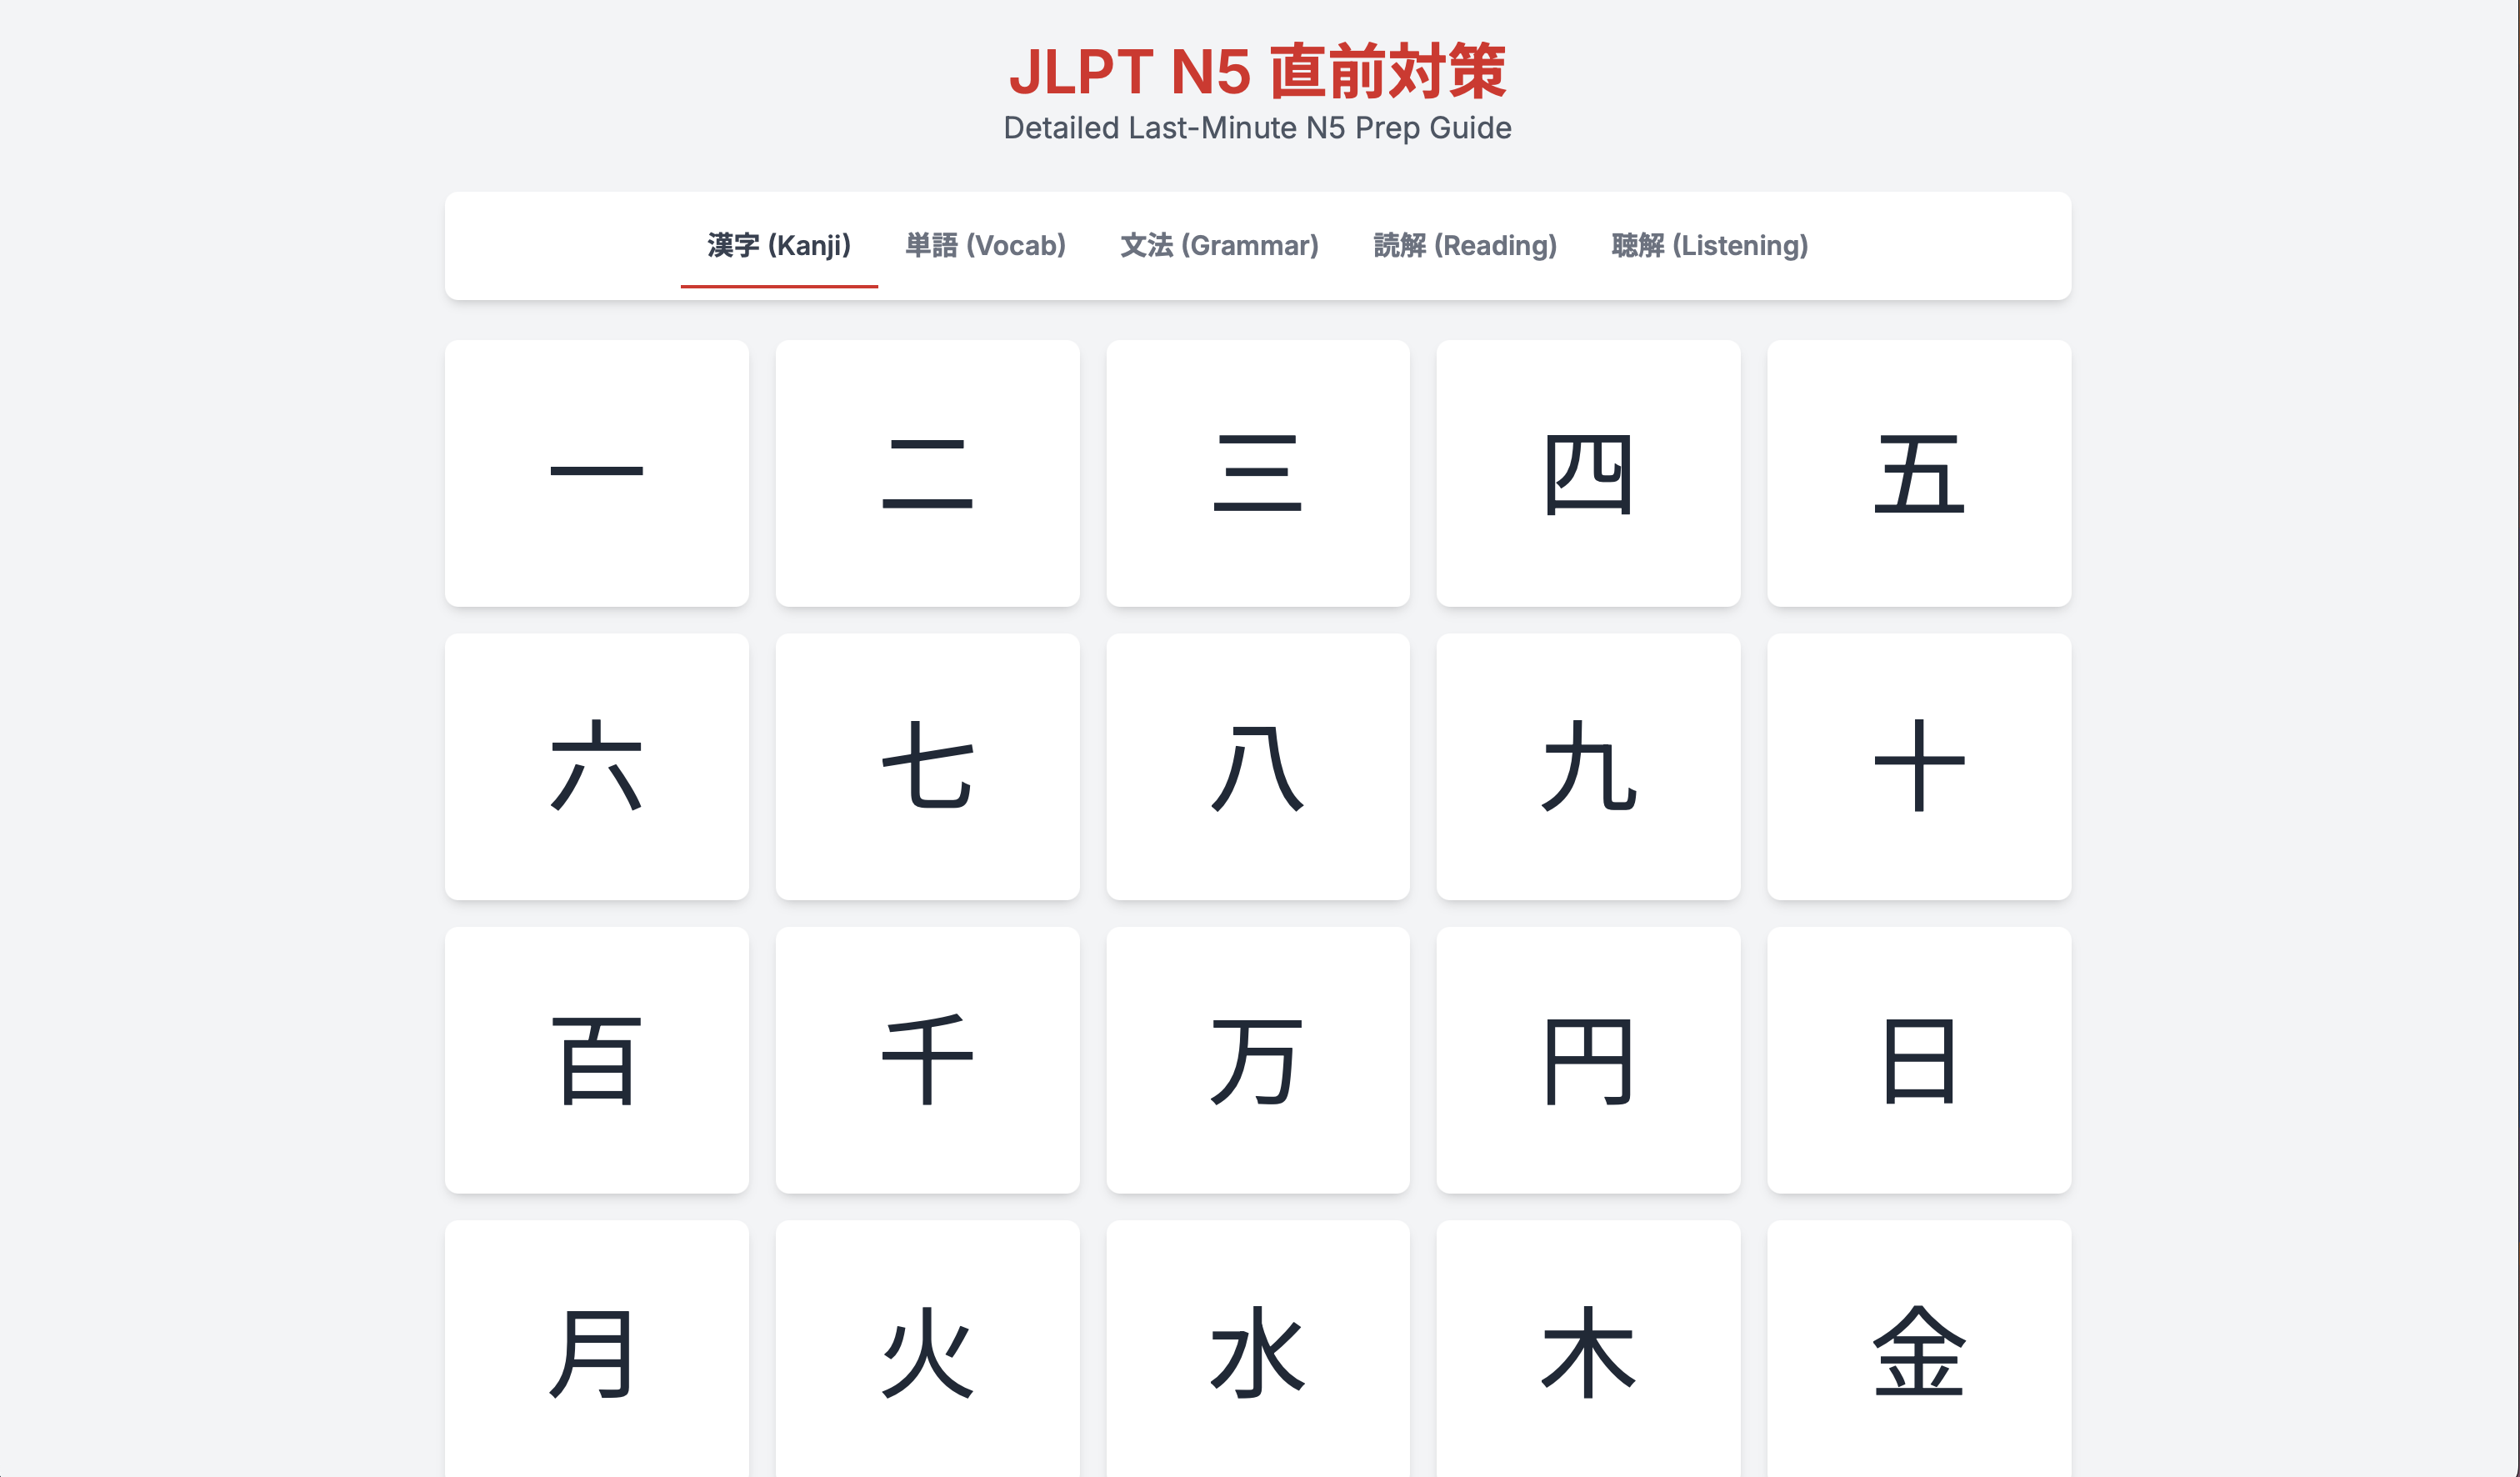 JLPT N5 直前対策
Detailed Last-Minute N5 Prep Guide
漢字 (Kanji) 単語 (Vocab) 文法 (Grammar) 読解 (Reading) 聴解 (Listening)
一 二 三 四 五
六 七 八 九 十
百 千 万 円 日
月 火 水 木 金